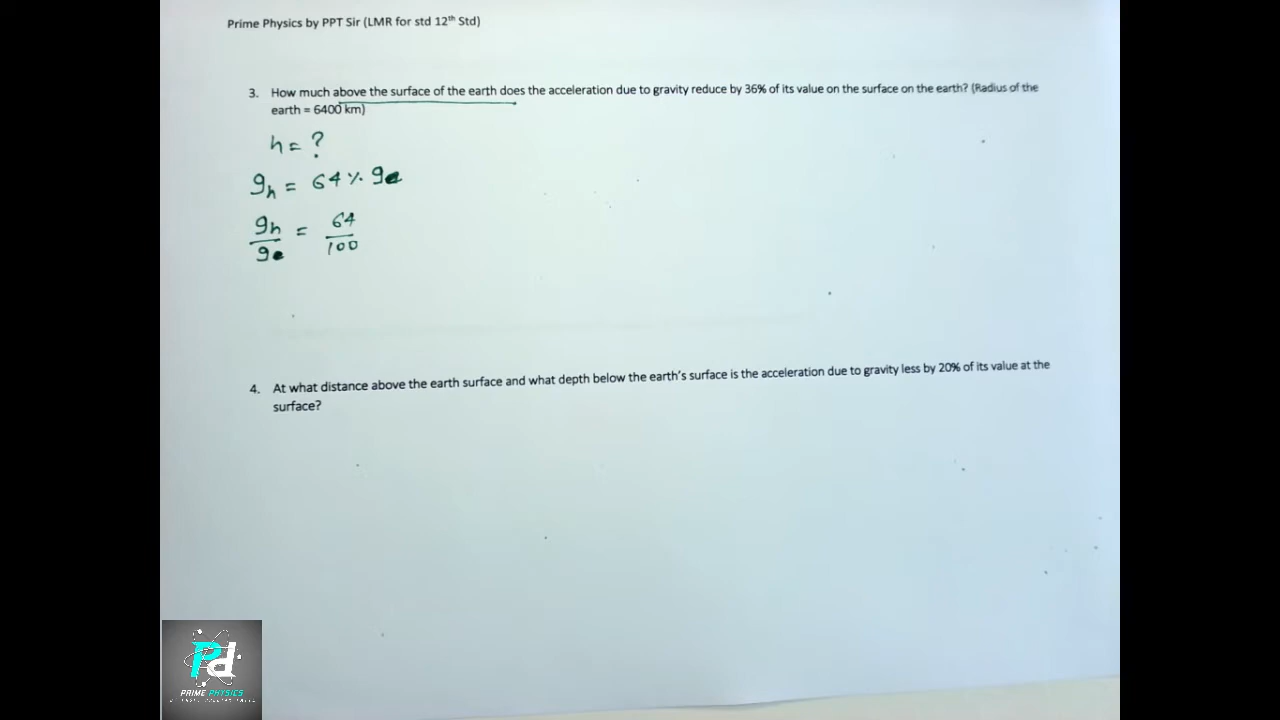 Prime Physics by PPT Sir (LMR for std 12th Std)
3. How much above the surface of the earth does the acceleration due to gravity reduce by 36% of its value on the surface on the earth? (Radius of the
earth = 6400 km)
h = ?
gh = 64 % ge
gh/ge = 64/100
4. At what distance above the earth surface and what depth below the earth's surface is the acceleration due to gravity less by 20% of its value at the
surface?
Pd
PRIME PHYSICS